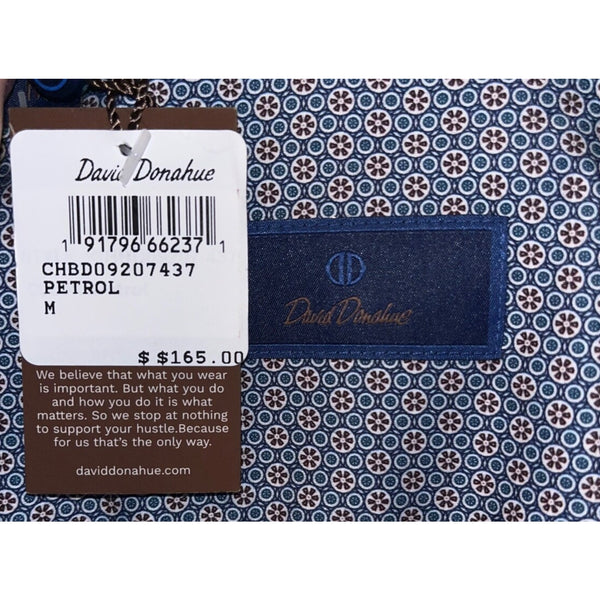 David Donahue
1 91796 66237 1
CHBD09207437
PETROL
M
$ $165.00
We believe that what you wear
is important. But what you do
and how you do it is what
matters. So we stop at nothing
to support your hustle.Because
for us that's the only way.
daviddonahue.com
David Donahue